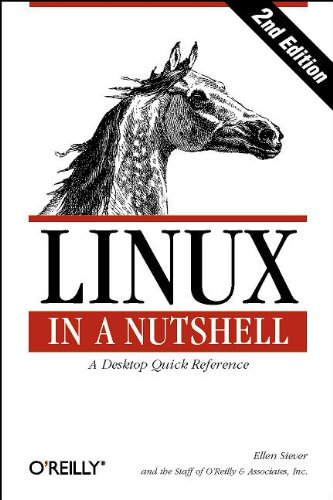 2nd Edition
LINUX
IN A NUTSHELL
A Desktop Quick Reference
Ellen Siever
O'REILLY®
and the Staff of O'Reilly & Associates, Inc.